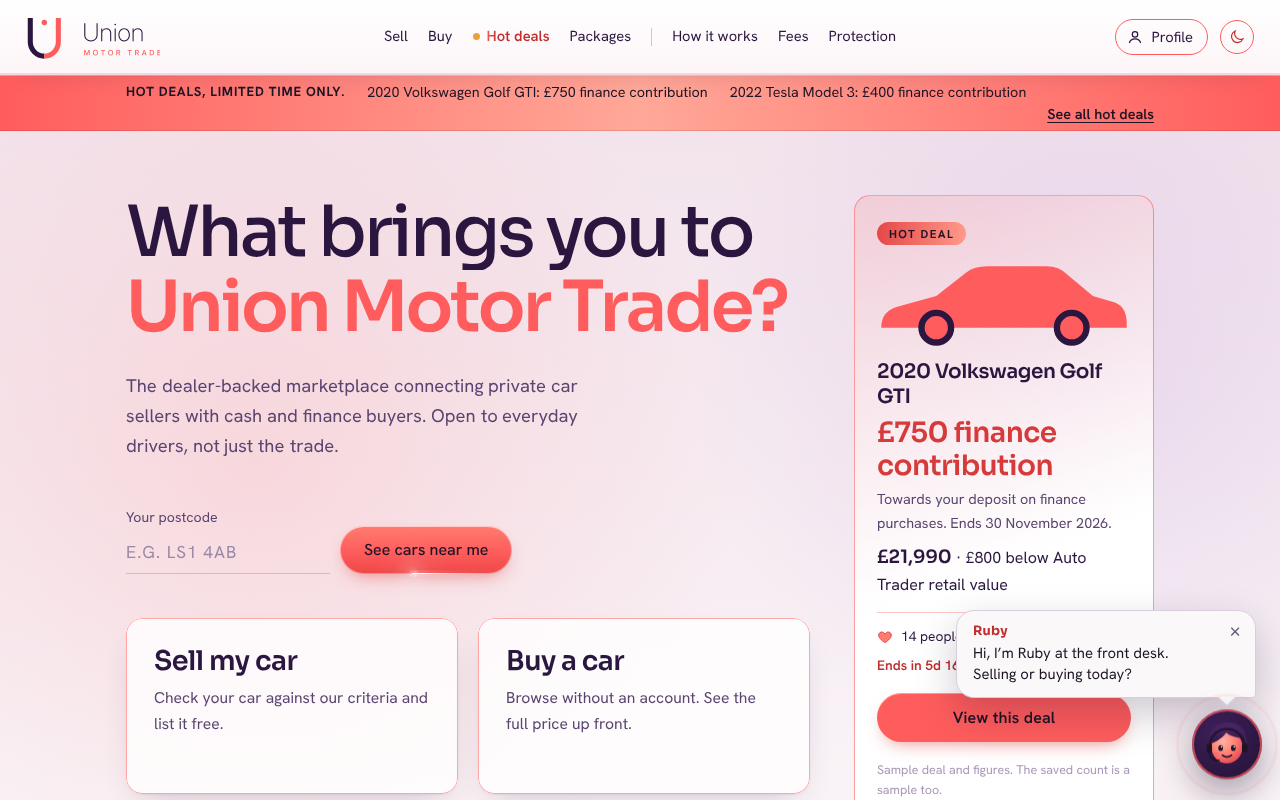 Union
MOTOR TRADE
Sell Buy Hot deals Packages How it works Fees Protection
Profile
HOT DEALS, LIMITED TIME ONLY. 2020 Volkswagen Golf GTI: £750 finance contribution 2022 Tesla Model 3: £400 finance contribution
See all hot deals
What brings you to
Union Motor Trade?
The dealer-backed marketplace connecting private car
sellers with cash and finance buyers. Open to everyday
drivers, not just the trade.
Your postcode
E.G. LS1 4AB
See cars near me
Sell my car
Check your car against our criteria and
list it free.
Buy a car
Browse without an account. See the
full price up front.
HOT DEAL
2020 Volkswagen Golf
GTI
£750 finance
contribution
Towards your deposit on finance
purchases. Ends 30 November 2026.
£21,990 · £800 below Auto
Trader retail value
14
Ends in 5d
View this deal
Sample deal and figures. The saved count is a
sample too.
Ruby
Hi, I’m Ruby at the front desk.
Selling or buying today?